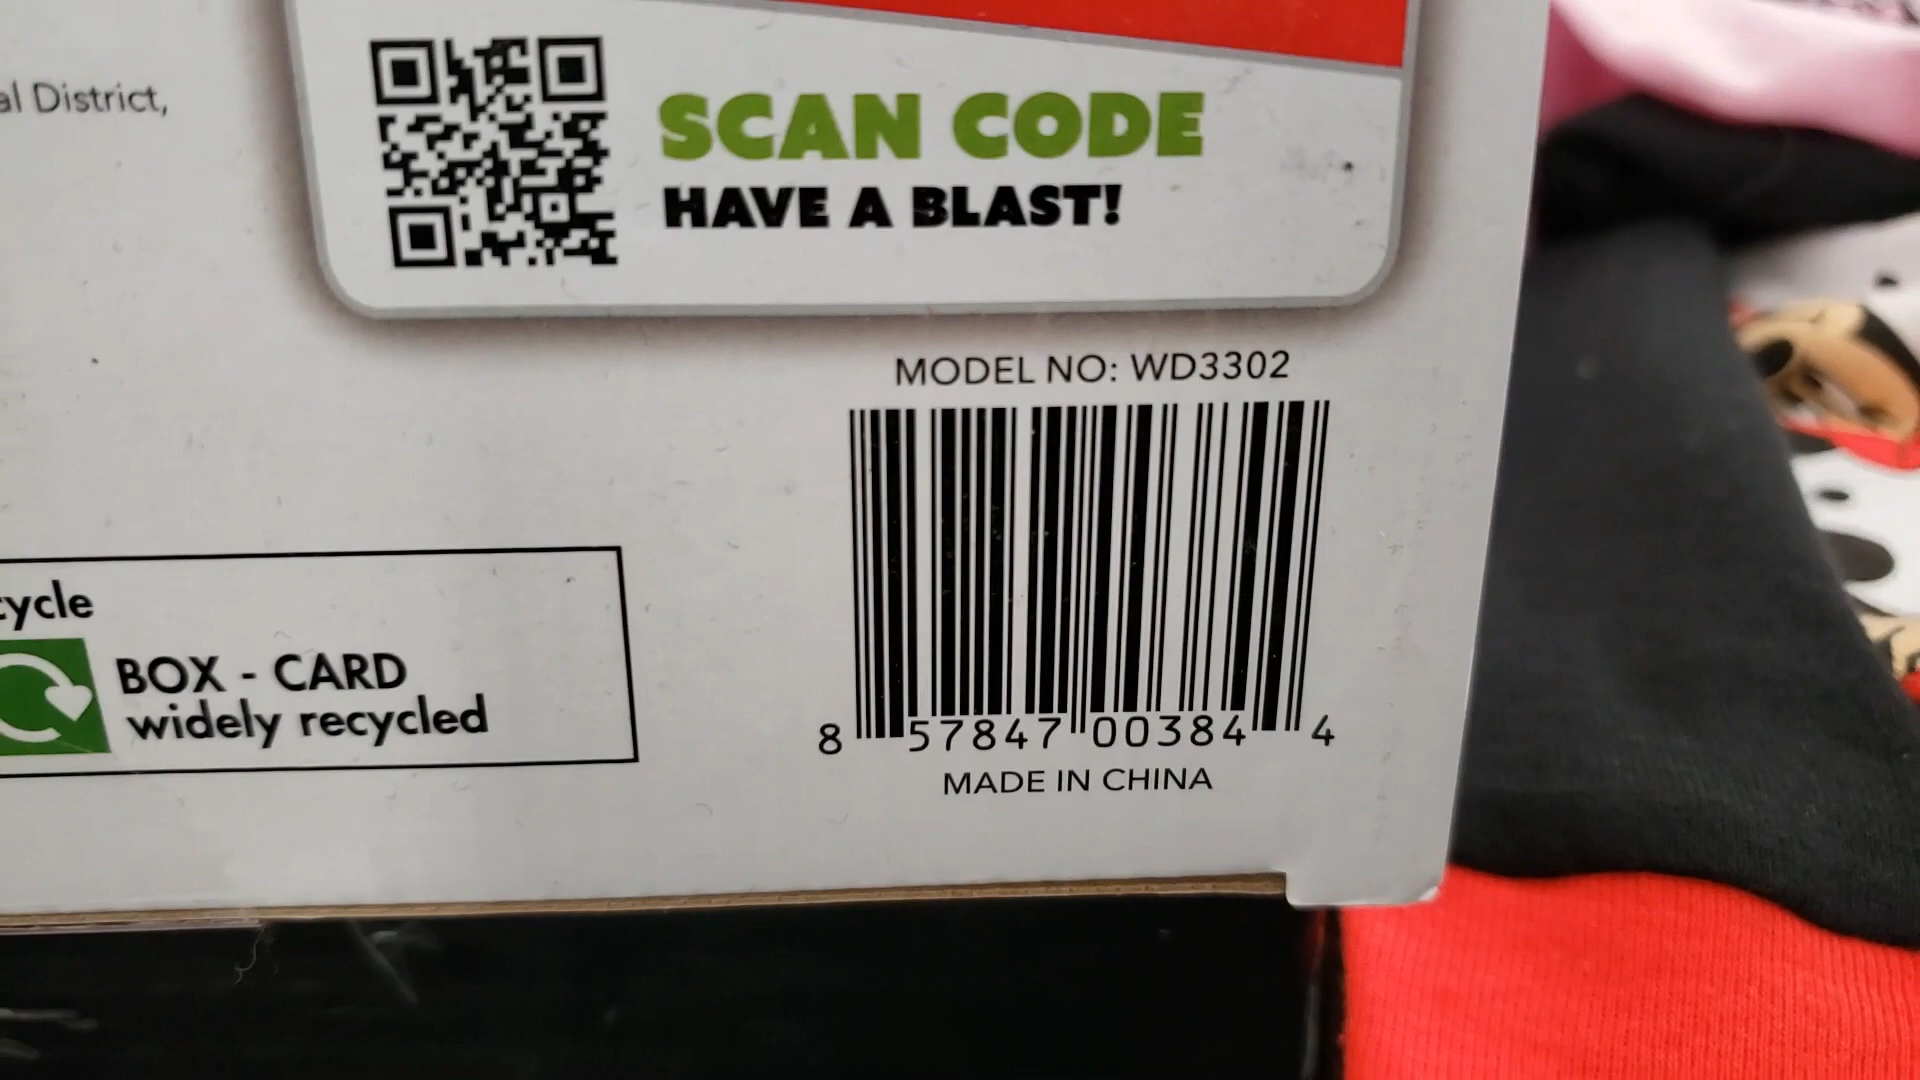 al District,
SCAN CODE
HAVE A BLAST!
MODEL NO: WD3302
8 57847 00384 4
MADE IN CHINA
cycle
BOX - CARD
widely recycled